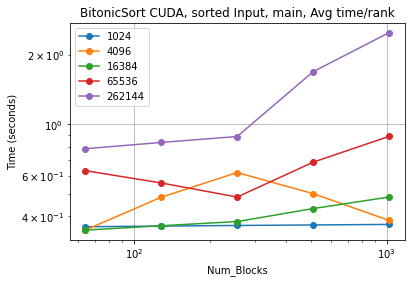 BitonicSort CUDA, sorted Input, main, Avg time/rank
1024
4096
16384
65536
262144
Time (seconds)
2 × 10⁰
10⁰
6 × 10⁻¹
4 × 10⁻¹
10²
10³
Num_Blocks